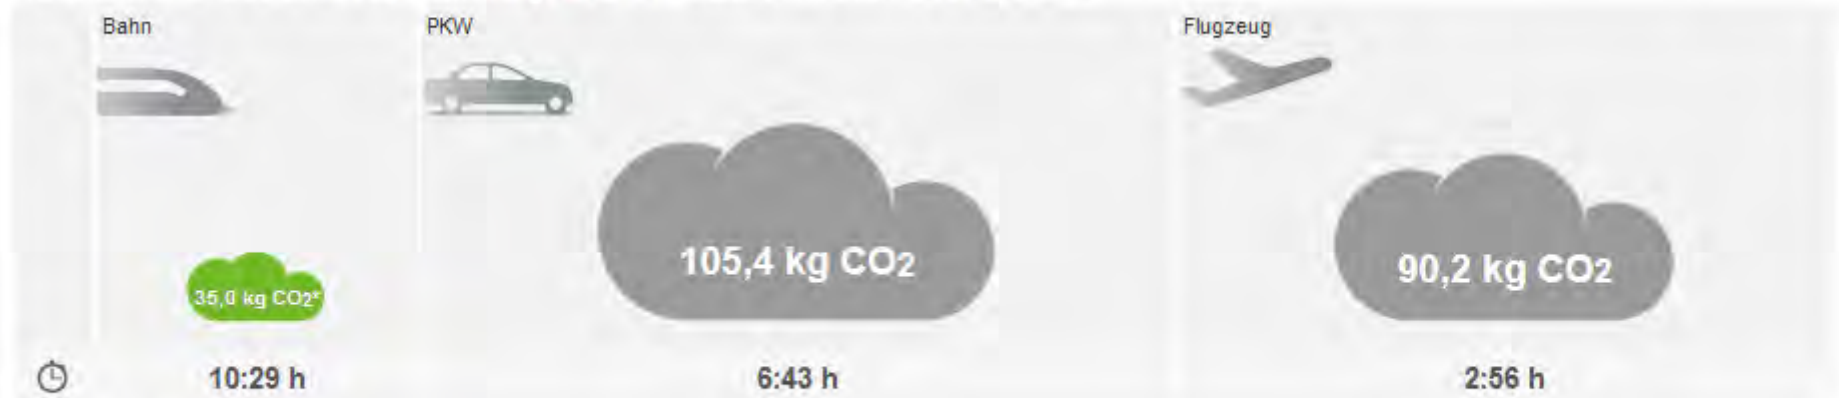 Bahn
PKW
Flugzeug
35,0 kg CO2*
105,4 kg CO2
90,2 kg CO2
10:29 h
6:43 h
2:56 h